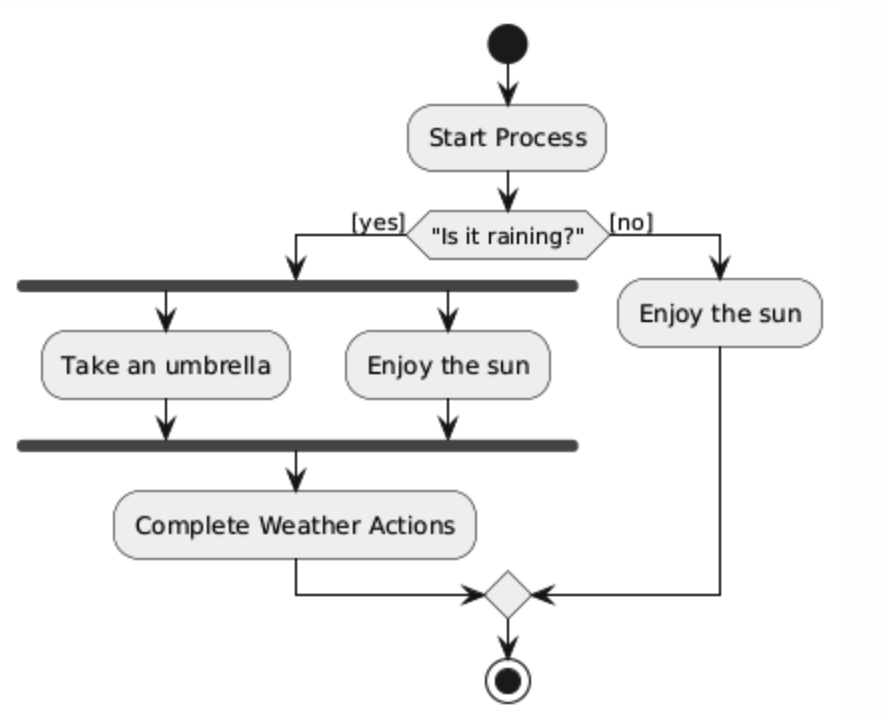 Start Process
[yes]
"Is it raining?"
[no]
Enjoy the sun
Take an umbrella
Enjoy the sun
Complete Weather Actions